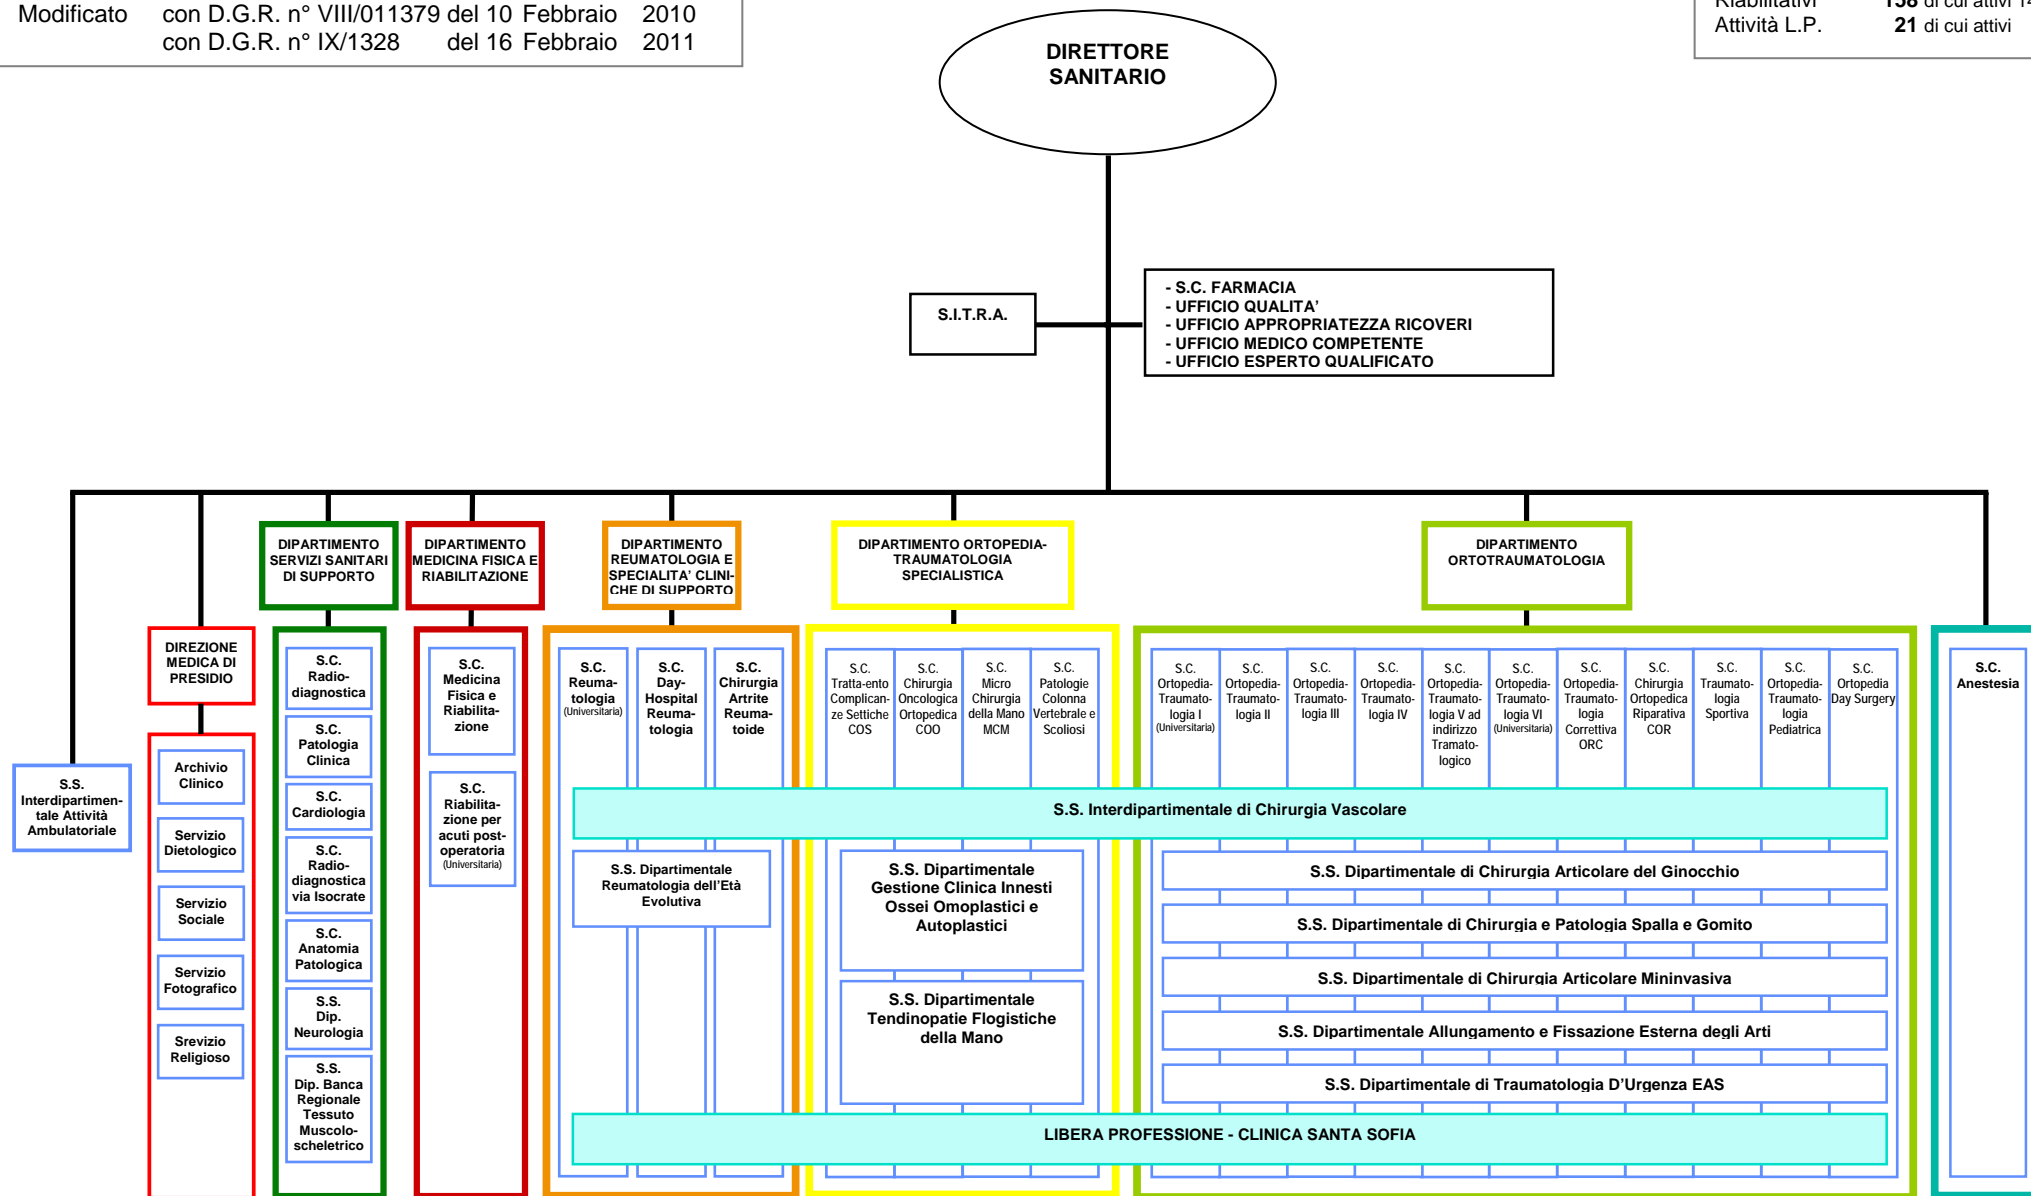 Modificato con D.G.R. n° VIII/011379 del 10 Febbraio 2010
con D.G.R. n° IX/1328 del 16 Febbraio 2011
Riabilitativi 158 di cui attivi 14
Attività L.P. 21 di cui attivi
DIRETTORE
SANITARIO
S.I.T.R.A.
- S.C. FARMACIA
- UFFICIO QUALITA'
- UFFICIO APPROPRIATEZZA RICOVERI
- UFFICIO MEDICO COMPETENTE
- UFFICIO ESPERTO QUALIFICATO
DIPARTIMENTO
SERVIZI SANITARI
DI SUPPORTO
DIPARTIMENTO
MEDICINA FISICA E
RIABILITAZIONE
DIPARTIMENTO
REUMATOLOGIA E
SPECIALITA' CLINI-
CHE DI SUPPORTO
DIPARTIMENTO ORTOPEDIA-
TRAUMATOLOGIA
SPECIALISTICA
DIPARTIMENTO
ORTOTRAUMATOLOGIA
S.S.
Interdipartimen-
tale Attività
Ambulatoriale
DIREZIONE
MEDICA DI
PRESIDIO
Archivio
Clinico
Servizio
Dietologico
Servizio
Sociale
Servizio
Fotografico
Srevizio
Religioso
S.C.
Radio-
diagnostica
S.C.
Patologia
Clinica
S.C.
Cardiologia
S.C.
Radio-
diagnostica
via Isocrate
S.C.
Anatomia
Patologica
S.S.
Dip.
Neurologia
S.S.
Dip. Banca
Regionale
Tessuto
Muscolo-
scheletrico
S.C.
Medicina
Fisica e
Riabilita-
zione
S.C.
Riabilita-
zione per
acuti post-
operatoria
(Universitaria)
S.C.
Reuma-
tologia
(Universitaria)
S.C.
Day-
Hospital
Reuma-
tologia
S.C.
Chirurgia
Artrite
Reuma-
toide
S.C.
Tratta-ento
Complican-
ze Settiche
COS
S.C.
Chirurgia
Oncologica
Ortopedica
COO
S.C.
Micro
Chirurgia
della Mano
MCM
S.C.
Patologie
Colonna
Vertebrale e
Scoliosi
S.C.
Ortopedia-
Traumato-
logia I
(Universitaria)
S.C.
Ortopedia-
Traumato-
logia II
S.C.
Ortopedia-
Traumato-
logia III
S.C.
Ortopedia-
Traumato-
logia IV
S.C.
Ortopedia-
Traumato-
logia V ad
indirizzo
Tramato-
logico
S.C.
Ortopedia-
Traumato-
logia VI
(Universitaria)
S.C.
Ortopedia-
Traumato-
logia
Correttiva
ORC
S.C.
Chirurgia
Ortopedica
Riparativa
COR
S.C.
Traumato-
logia
Sportiva
S.C.
Ortopedia-
Traumato-
logia
Pediatrica
S.C.
Ortopedia
Day Surgery
S.C.
Anestesia
S.S. Interdipartimentale di Chirurgia Vascolare
S.S. Dipartimentale
Reumatologia dell'Età
Evolutiva
S.S. Dipartimentale
Gestione Clinica Innesti
Ossei Omoplastici e
Autoplastici
S.S. Dipartimentale
Tendinopatie Flogistiche
della Mano
S.S. Dipartimentale di Chirurgia Articolare del Ginocchio
S.S. Dipartimentale di Chirurgia e Patologia Spalla e Gomito
S.S. Dipartimentale di Chirurgia Articolare Mininvasiva
S.S. Dipartimentale Allungamento e Fissazione Esterna degli Arti
S.S. Dipartimentale di Traumatologia D'Urgenza EAS
LIBERA PROFESSIONE - CLINICA SANTA SOFIA